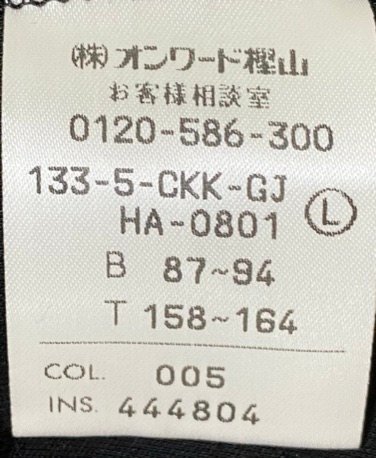 (株)オンワード樫山
お客様相談室
0120-586-300
133-5-CKK-GJ
HA-0801 Ⓛ
B 87~94
T 158~164
COL. 005
INS. 444804